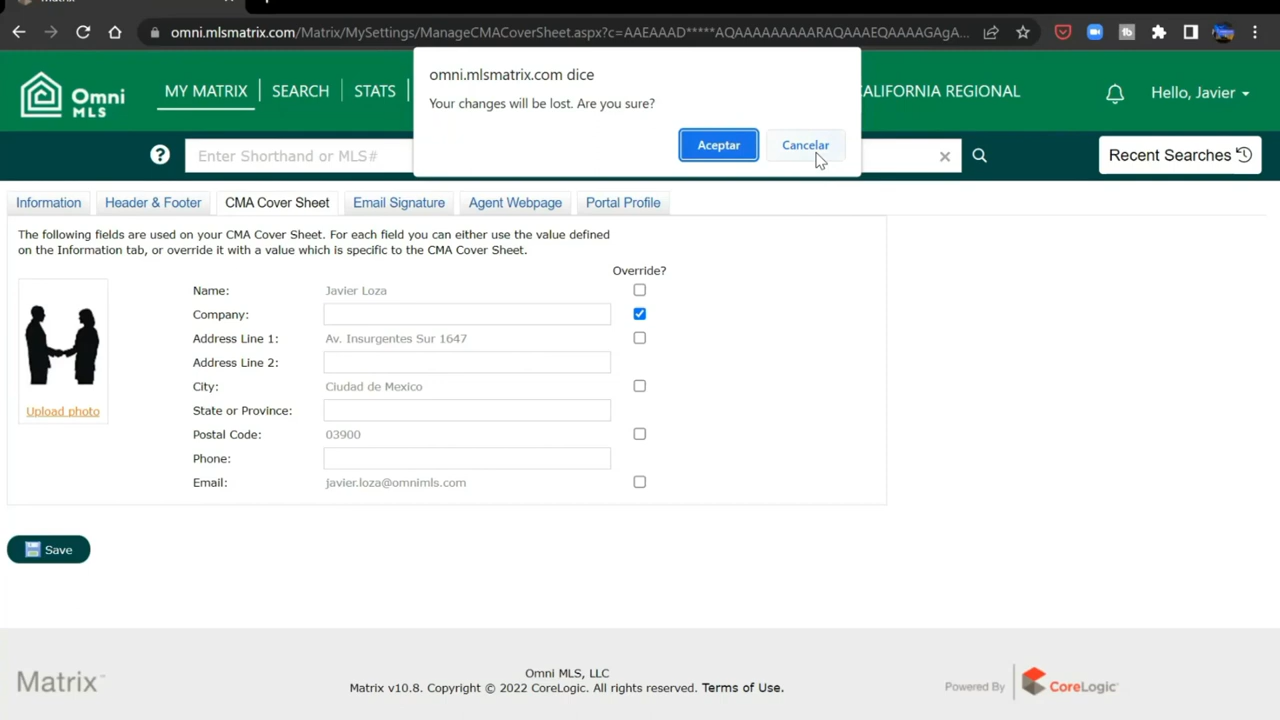 omni.mlsmatrix.com/Matrix/MySettings/ManageCMACoverSheet.aspx?c=AAEAAAD*****AQAAAAAAAAARAQAAAEQAAAAGAgA...
omni.mlsmatrix.com dice
Your changes will be lost. Are you sure?
Aceptar
Cancelar
Omni
MLS
MY MATRIX
SEARCH
STATS
CALIFORNIA REGIONAL
Hello, Javier
Enter Shorthand or MLS#
Recent Searches
Information
Header & Footer
CMA Cover Sheet
Email Signature
Agent Webpage
Portal Profile
The following fields are used on your CMA Cover Sheet. For each field you can either use the value defined
on the Information tab, or override it with a value which is specific to the CMA Cover Sheet.
Override?
Name: Javier Loza
Company:
Address Line 1: Av. Insurgentes Sur 1647
Address Line 2:
City: Ciudad de Mexico
State or Province:
Postal Code: 03900
Phone:
Email: javier.loza@omnimls.com
Upload photo
Save
Matrix
Omni MLS, LLC
Matrix v10.8. Copyright © 2022 CoreLogic. All rights reserved. Terms of Use.
Powered By
CoreLogic